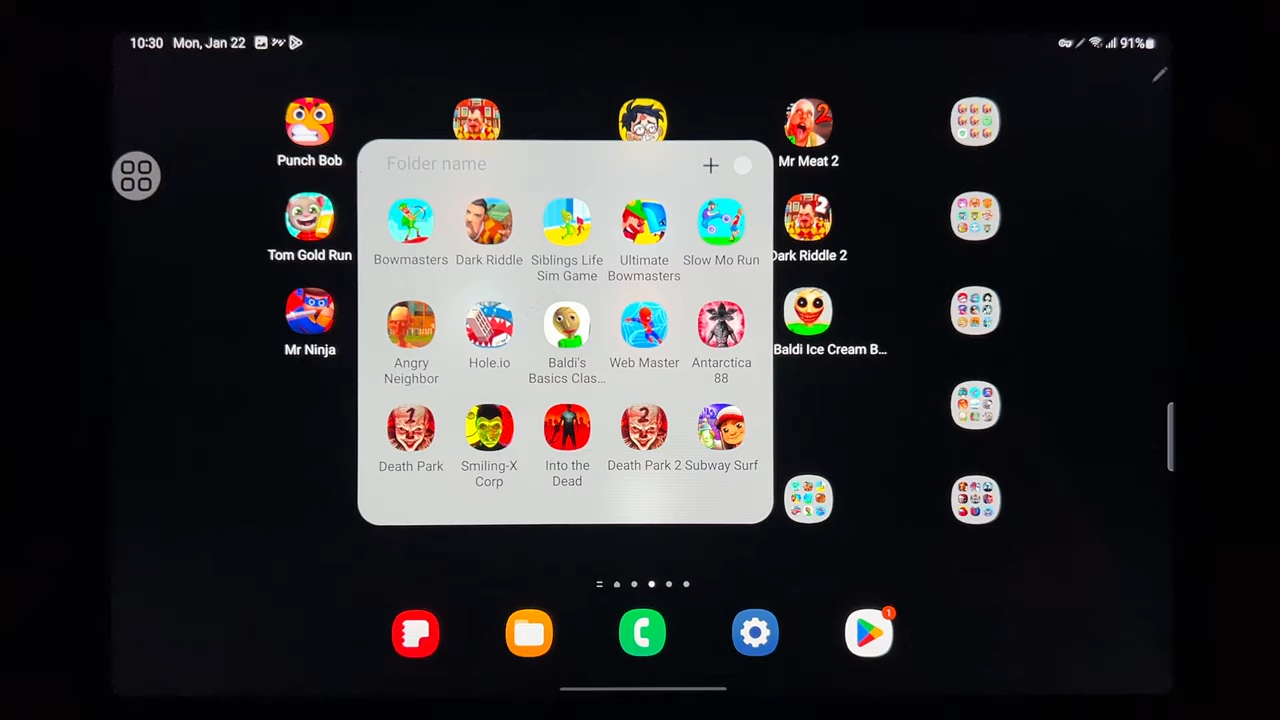 10:30 Mon, Jan 22
91%
Punch Bob
Mr Meat 2
Folder name
Tom Gold Run
Dark Riddle 2
Bowmasters
Dark Riddle
Siblings Life
Sim Game
Ultimate
Bowmasters
Slow Mo Run
Mr Ninja
Baldi Ice Cream B...
Angry
Neighbor
Hole.io
Baldi's
Basics Clas...
Web Master
Antarctica
88
Death Park
Smiling-X
Corp
Into the
Dead
Death Park 2
Subway Surf
1